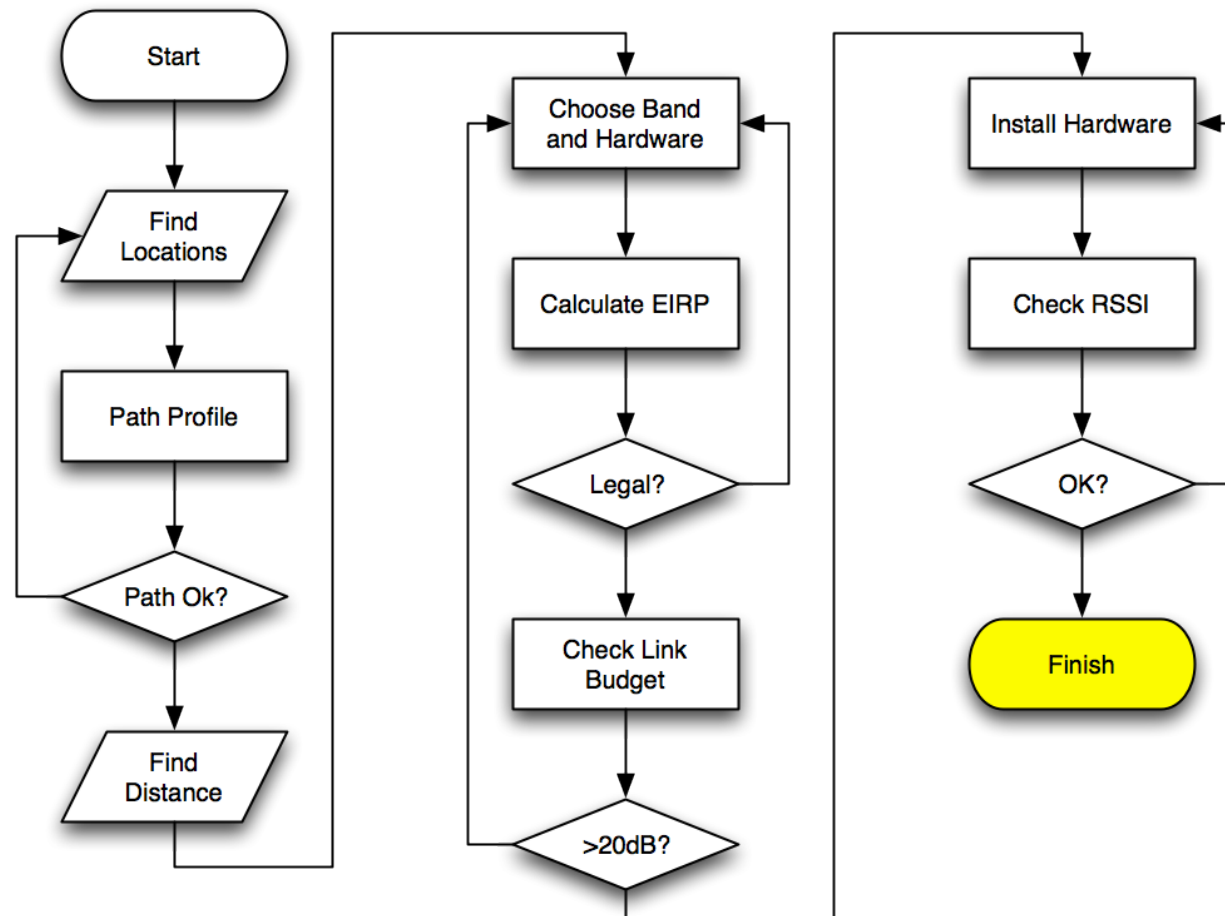 Start
Find
Locations
Path Profile
Path Ok?
Find
Distance
Choose Band
and Hardware
Calculate EIRP
Legal?
Check Link
Budget
>20dB?
Install Hardware
Check RSSI
OK?
Finish